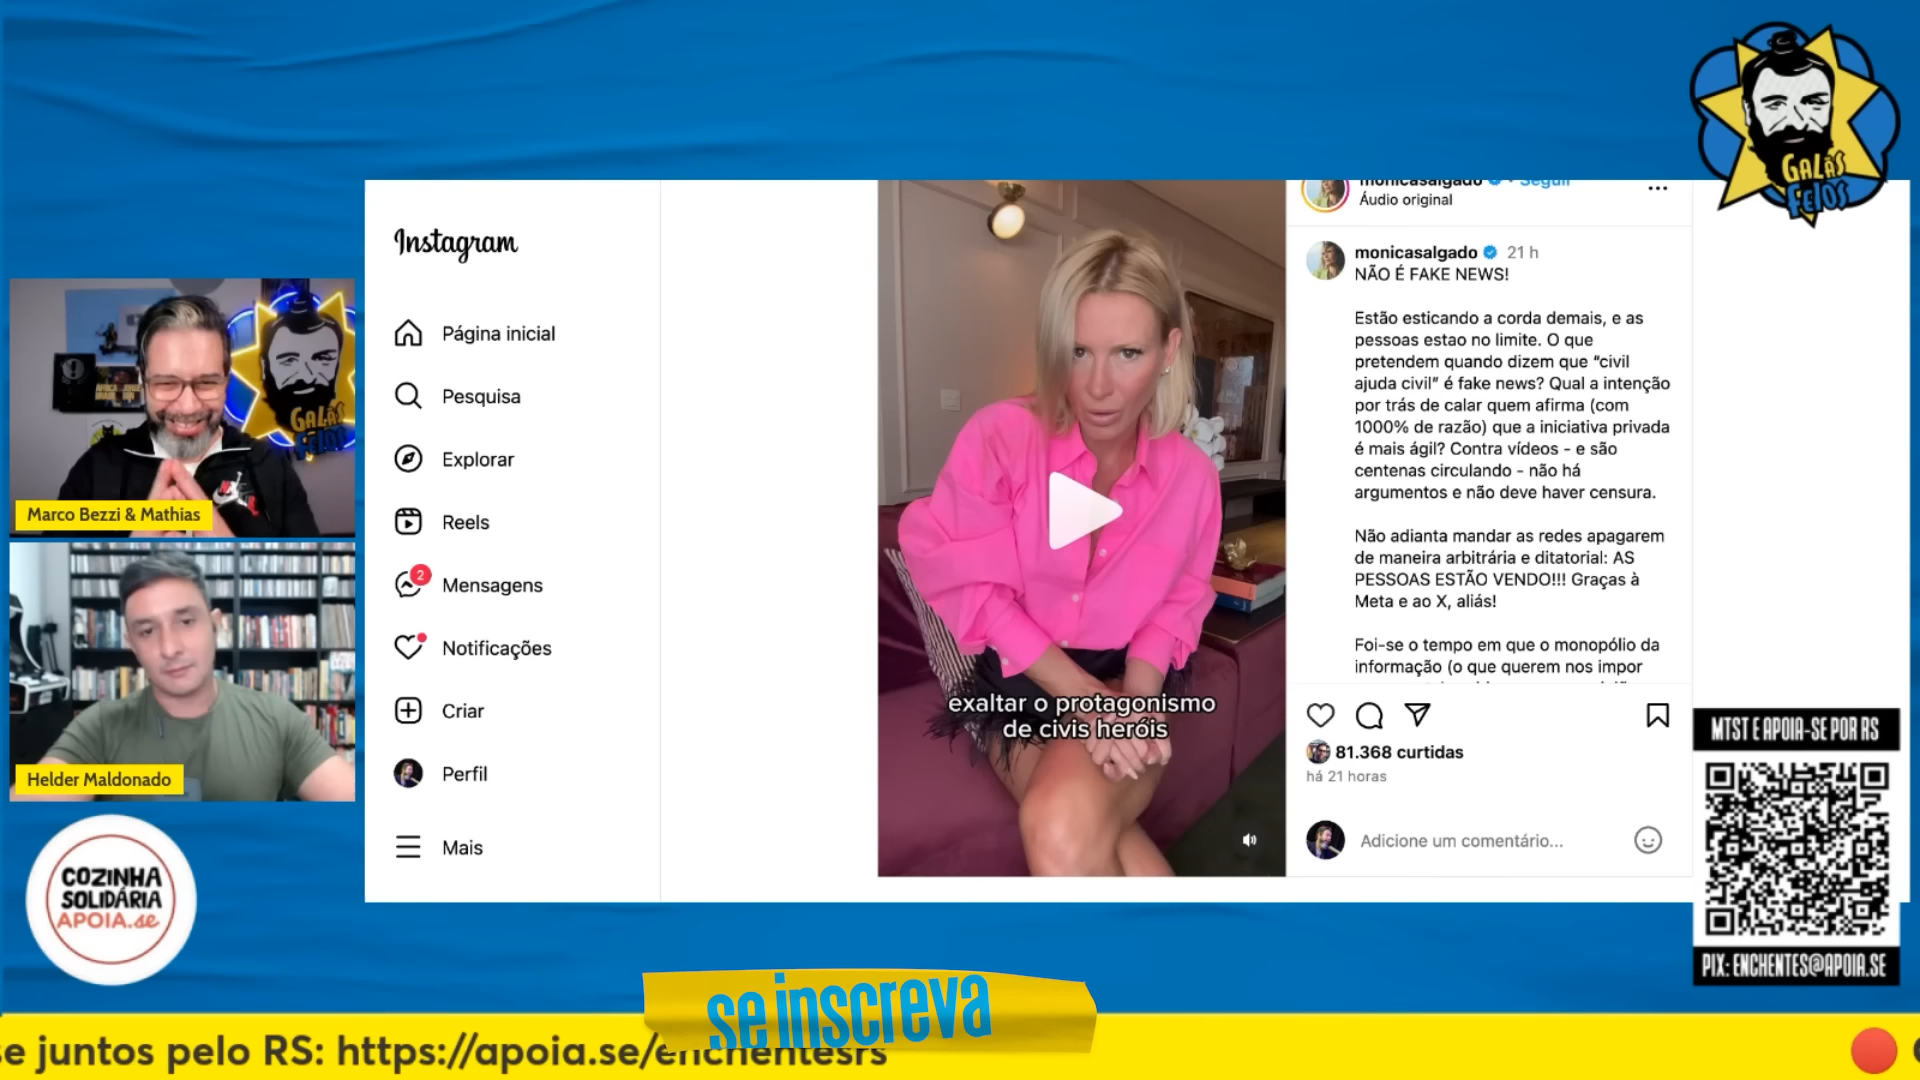 GALÃS
FEIOS
Instagram
Página inicial
Pesquisa
Explorar
Reels
2
Mensagens
Notificações
Criar
Perfil
Mais
GALÃS
FEIOS
Marco Bezzi & Mathias
Helder Maldonado
COZINHA
SOLIDÁRIA
APOIA.se
exaltar o protagonismo
de civis heróis
monicasalgado • Seguir
Áudio original
monicasalgado 21 h
NÃO É FAKE NEWS!
Estão esticando a corda demais, e as
pessoas estao no limite. O que
pretendem quando dizem que “civil
ajuda civil” é fake news? Qual a intenção
por trás de calar quem afirma (com
1000% de razão) que a iniciativa privada
é mais ágil? Contra vídeos - e são
centenas circulando - não há
argumentos e não deve haver censura.
Não adianta mandar as redes apagarem
de maneira arbitrária e ditatorial: AS
PESSOAS ESTÃO VENDO!!! Graças à
Meta e ao X, aliás!
Foi-se o tempo em que o monopólio da
informação (o que querem nos impor
81.368 curtidas
há 21 horas
Adicione um comentário...
MTST E APOIA-SE POR RS
PIX: ENCHENTES@APOIA.SE
se inscreva
e juntos pelo RS: https://apoia.se/enchentesrs